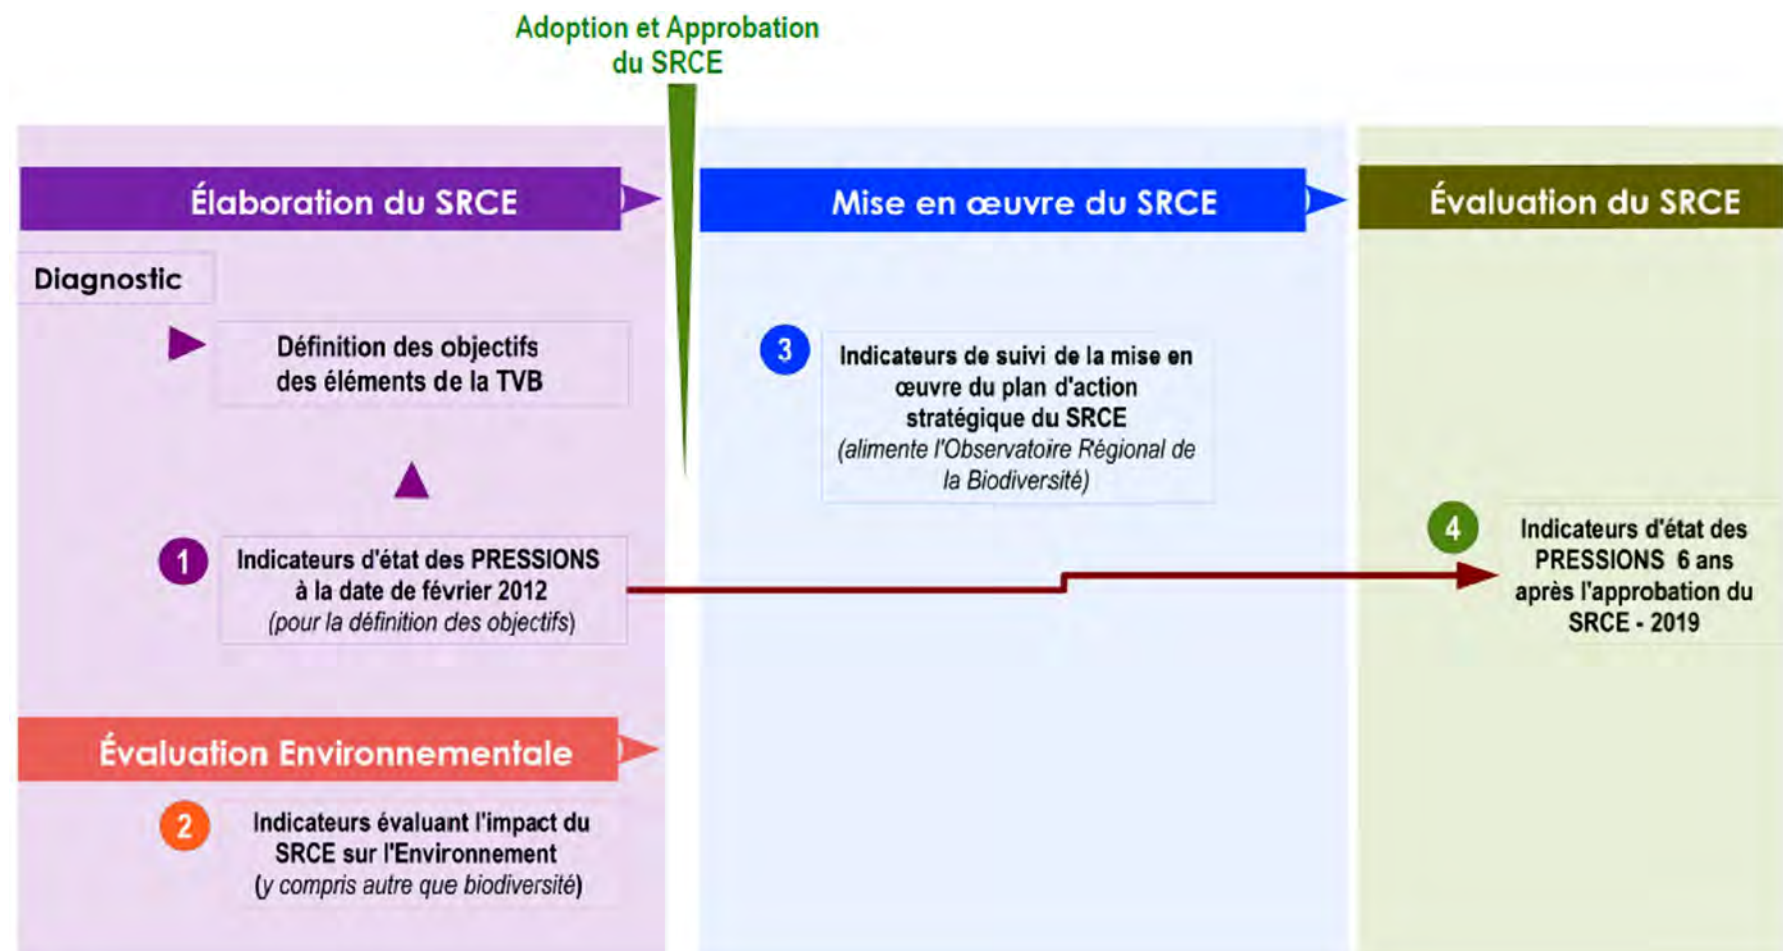 Adoption et Approbation
du SRCE
Élaboration du SRCE
Mise en œuvre du SRCE
Évaluation du SRCE
Diagnostic
Définition des objectifs
des éléments de la TVB
3
Indicateurs de suivi de la mise en
œuvre du plan d'action
stratégique du SRCE
(alimente l'Observatoire Régional de
la Biodiversité)
1
Indicateurs d'état des PRESSIONS
à la date de février 2012
(pour la définition des objectifs)
4
Indicateurs d'état des
PRESSIONS 6 ans
après l'approbation du
SRCE - 2019
Évaluation Environnementale
2
Indicateurs évaluant l'impact du
SRCE sur l'Environnement
(y compris autre que biodiversité)